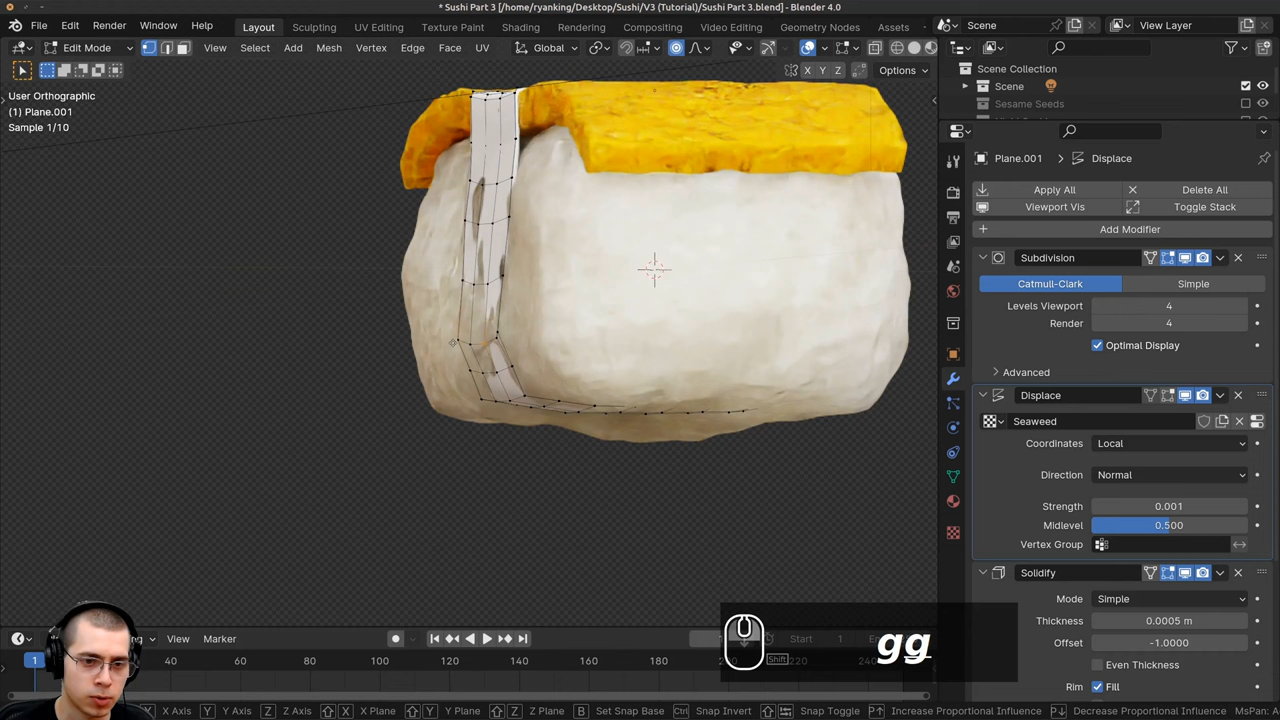 * Sushi Part 3 [/home/ryanking/Desktop/Sushi/V3 (Tutorial)/Sushi Part 3.blend] - Blender 4.0
File Edit Render Window Help Layout Sculpting UV Editing Texture Paint Shading Rendering Compositing Video Editing Geometry Nodes Scene View Layer
Edit Mode View Select Add Mesh Vertex Edge Face UV Global
X Y Z Options
User Orthographic
(1) Plane.001
Sample 1/10
Scene Collection
Scene
Sesame Seeds
Plane.001 Displace
Apply All Delete All
Viewport Vis Toggle Stack
Add Modifier
Subdivision
Catmull-Clark Simple
Levels Viewport 4
Render 4
Optimal Display
Advanced
Displace
Seaweed
Coordinates Local
Direction Normal
Strength 0.001
Midlevel 0.500
Vertex Group
Solidify
Mode Simple
Thickness 0.0005 m
Offset -1.0000
Even Thickness
Rim Fill
Shift gg
View Marker Start 1
1 40 60 80 100 120 140 160 180
X X Axis Y Y Axis Z Z Axis X X Plane Y Y Plane Z Z Plane B Set Snap Base Ctrl Snap Invert Snap Toggle Increase Proportional Influence Decrease Proportional Influence MsPan: A